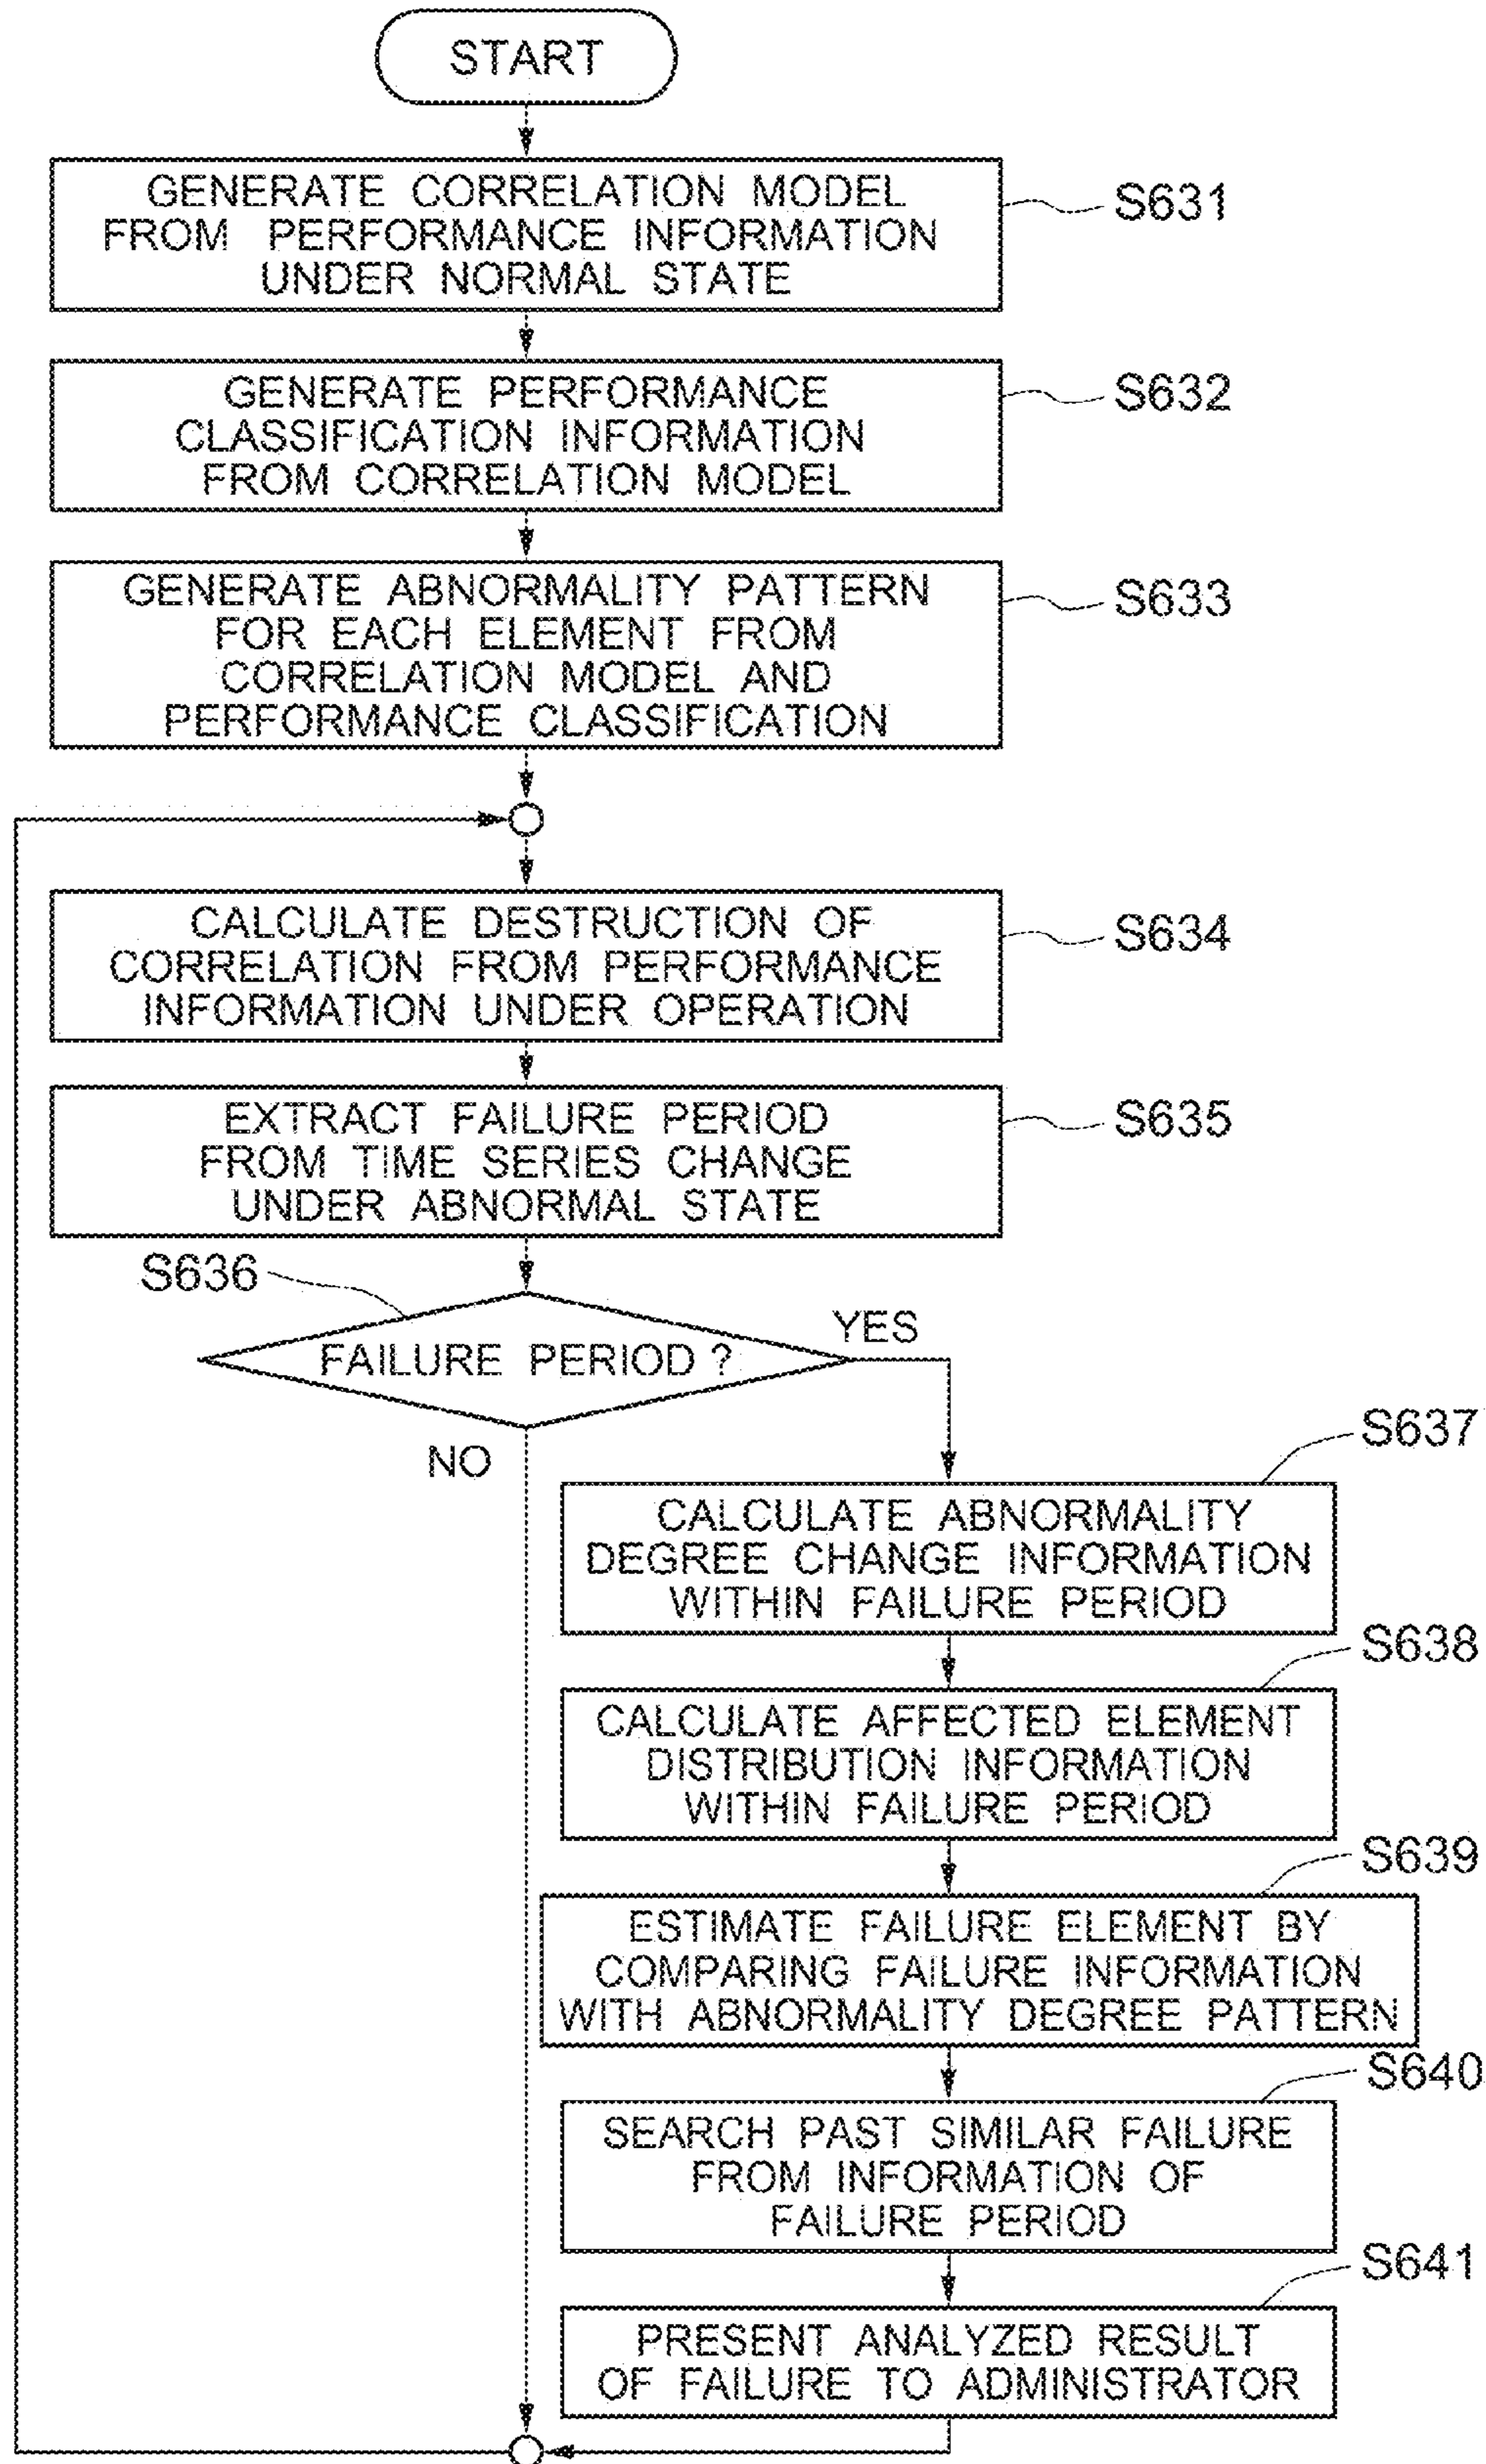 START
GENERATE CORRELATION MODEL
FROM PERFORMANCE INFORMATION
UNDER NORMAL STATE
S631
GENERATE PERFORMANCE
CLASSIFICATION INFORMATION
FROM CORRELATION MODEL
S632
GENERATE ABNORMALITY PATTERN
FOR EACH ELEMENT FROM
CORRELATION MODEL AND
PERFORMANCE CLASSIFICATION
S633
CALCULATE DESTRUCTION OF
CORRELATION FROM PERFORMANCE
INFORMATION UNDER OPERATION
S634
EXTRACT FAILURE PERIOD
FROM TIME SERIES CHANGE
UNDER ABNORMAL STATE
S635
S636
FAILURE PERIOD ?
YES
NO
S637
CALCULATE ABNORMALITY
DEGREE CHANGE INFORMATION
WITHIN FAILURE PERIOD
S638
CALCULATE AFFECTED ELEMENT
DISTRIBUTION INFORMATION
WITHIN FAILURE PERIOD
S639
ESTIMATE FAILURE ELEMENT BY
COMPARING FAILURE INFORMATION
WITH ABNORMALITY DEGREE PATTERN
S640
SEARCH PAST SIMILAR FAILURE
FROM INFORMATION OF
FAILURE PERIOD
S641
PRESENT ANALYZED RESULT
OF FAILURE TO ADMINISTRATOR